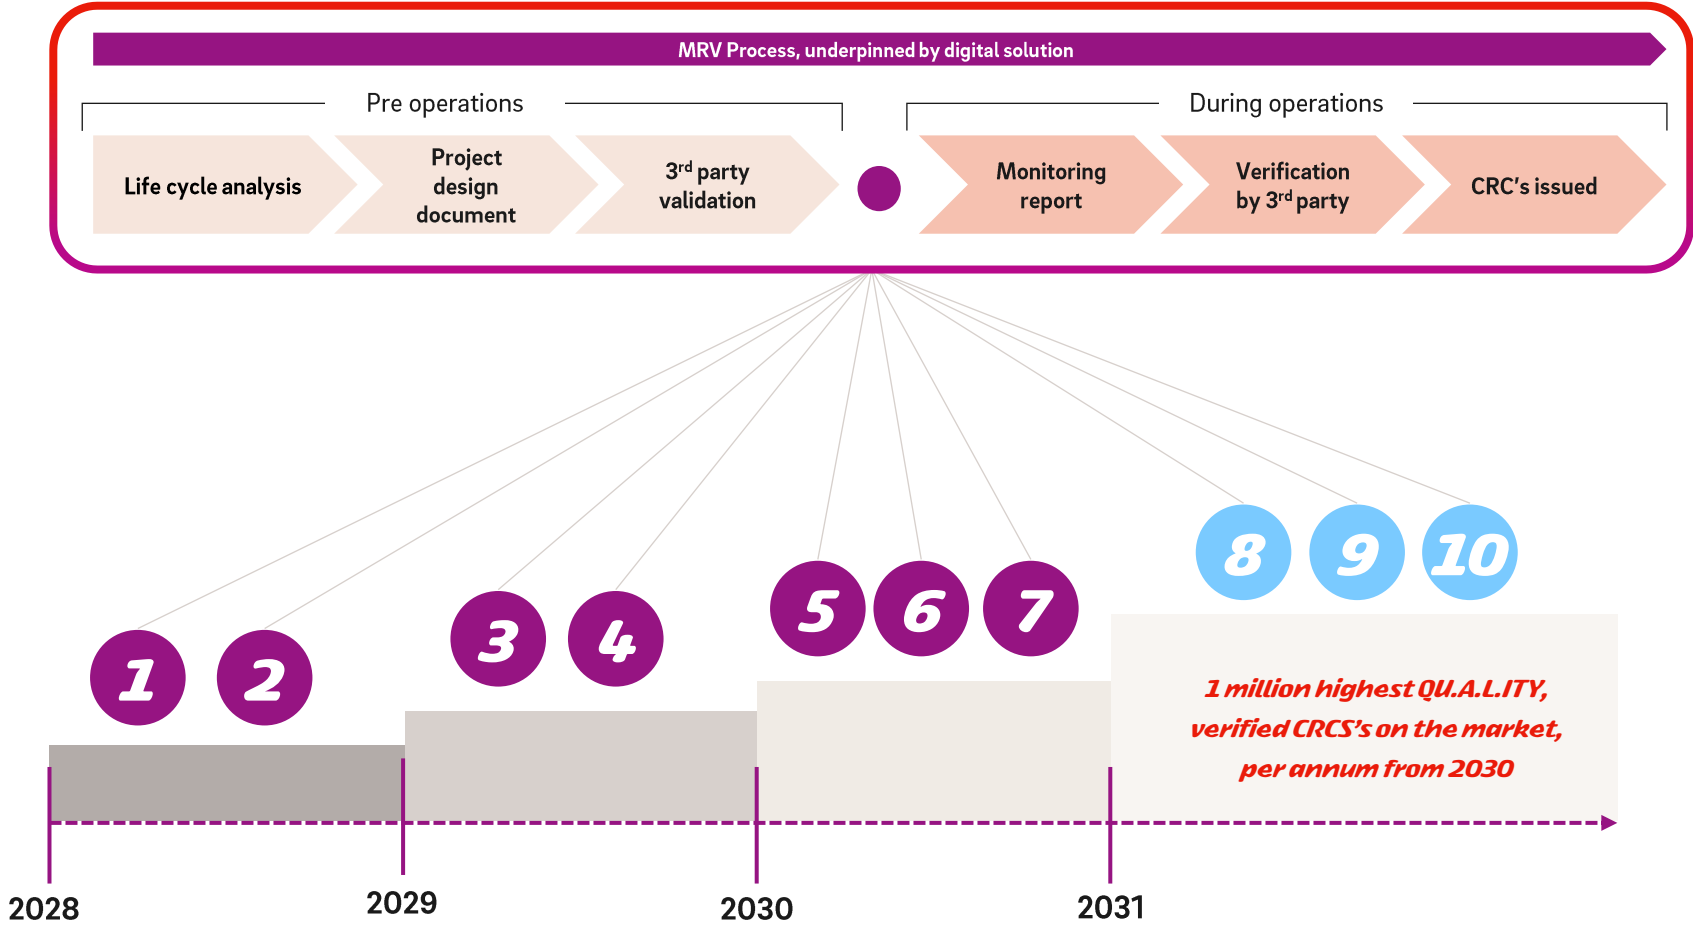 MRV Process, underpinned by digital solution
Pre operations
During operations
Life cycle analysis
Project
design
document
3rd party
validation
Monitoring
report
Verification
by 3rd party
CRC's issued
1
2
3
4
5
6
7
8
9
10
1 million highest QU.A.L.ITY,
verified CRCS's on the market,
per annum from 2030
2028
2029
2030
2031